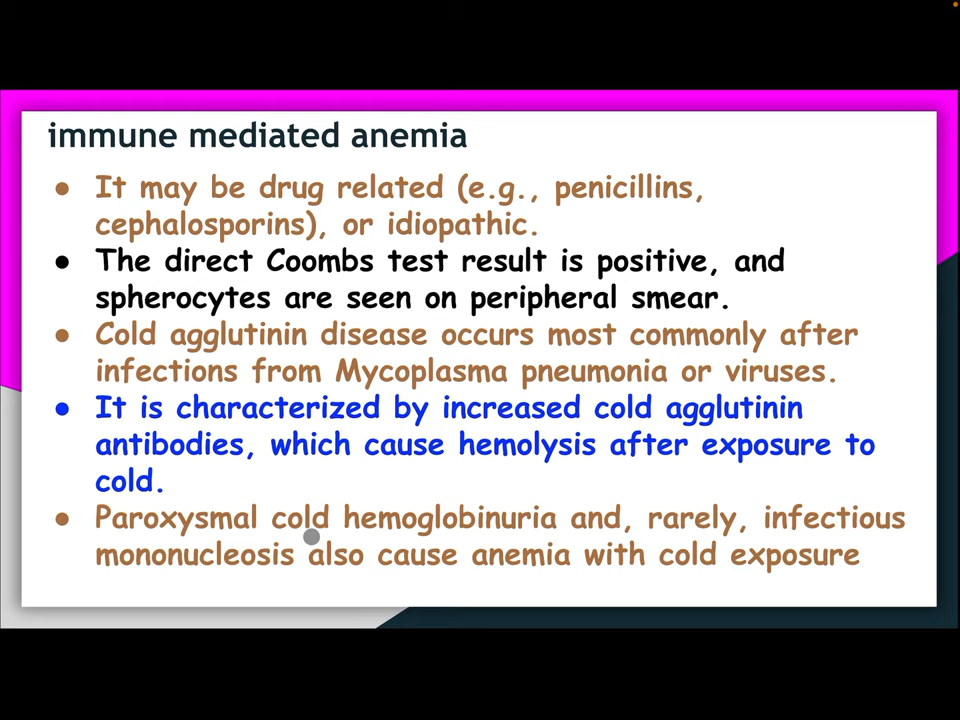 immune mediated anemia
● It may be drug related (e.g., penicillins,
cephalosporins), or idiopathic.
● The direct Coombs test result is positive, and
spherocytes are seen on peripheral smear.
● Cold agglutinin disease occurs most commonly after
infections from Mycoplasma pneumonia or viruses.
● It is characterized by increased cold agglutinin
antibodies, which cause hemolysis after exposure to
cold.
● Paroxysmal cold hemoglobinuria and, rarely, infectious
mononucleosis also cause anemia with cold exposure